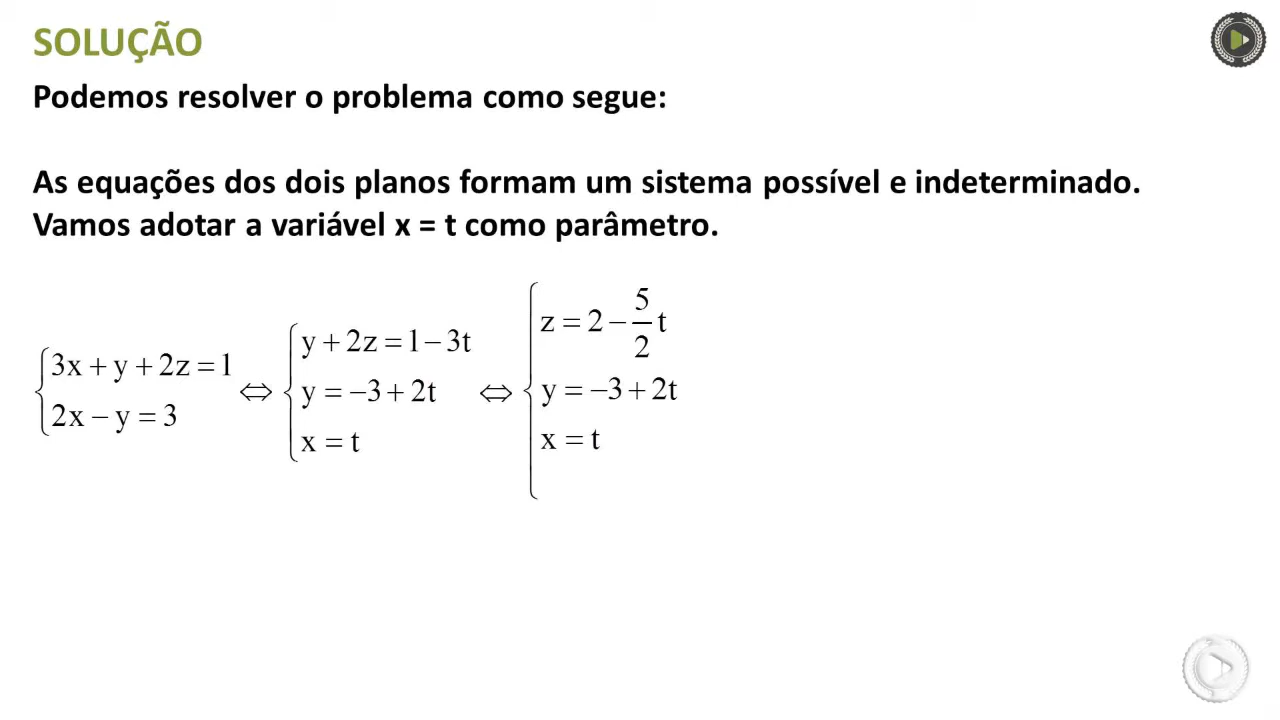 SOLUÇÃO
Podemos resolver o problema como segue:
As equações dos dois planos formam um sistema possível e indeterminado.
Vamos adotar a variável x = t como parâmetro.
{3x + y + 2z = 1
2x − y = 3
⇔
{y + 2z = 1 − 3t
y = −3 + 2t
x = t
⇔
{z = 2 − 5/2 t
y = −3 + 2t
x = t